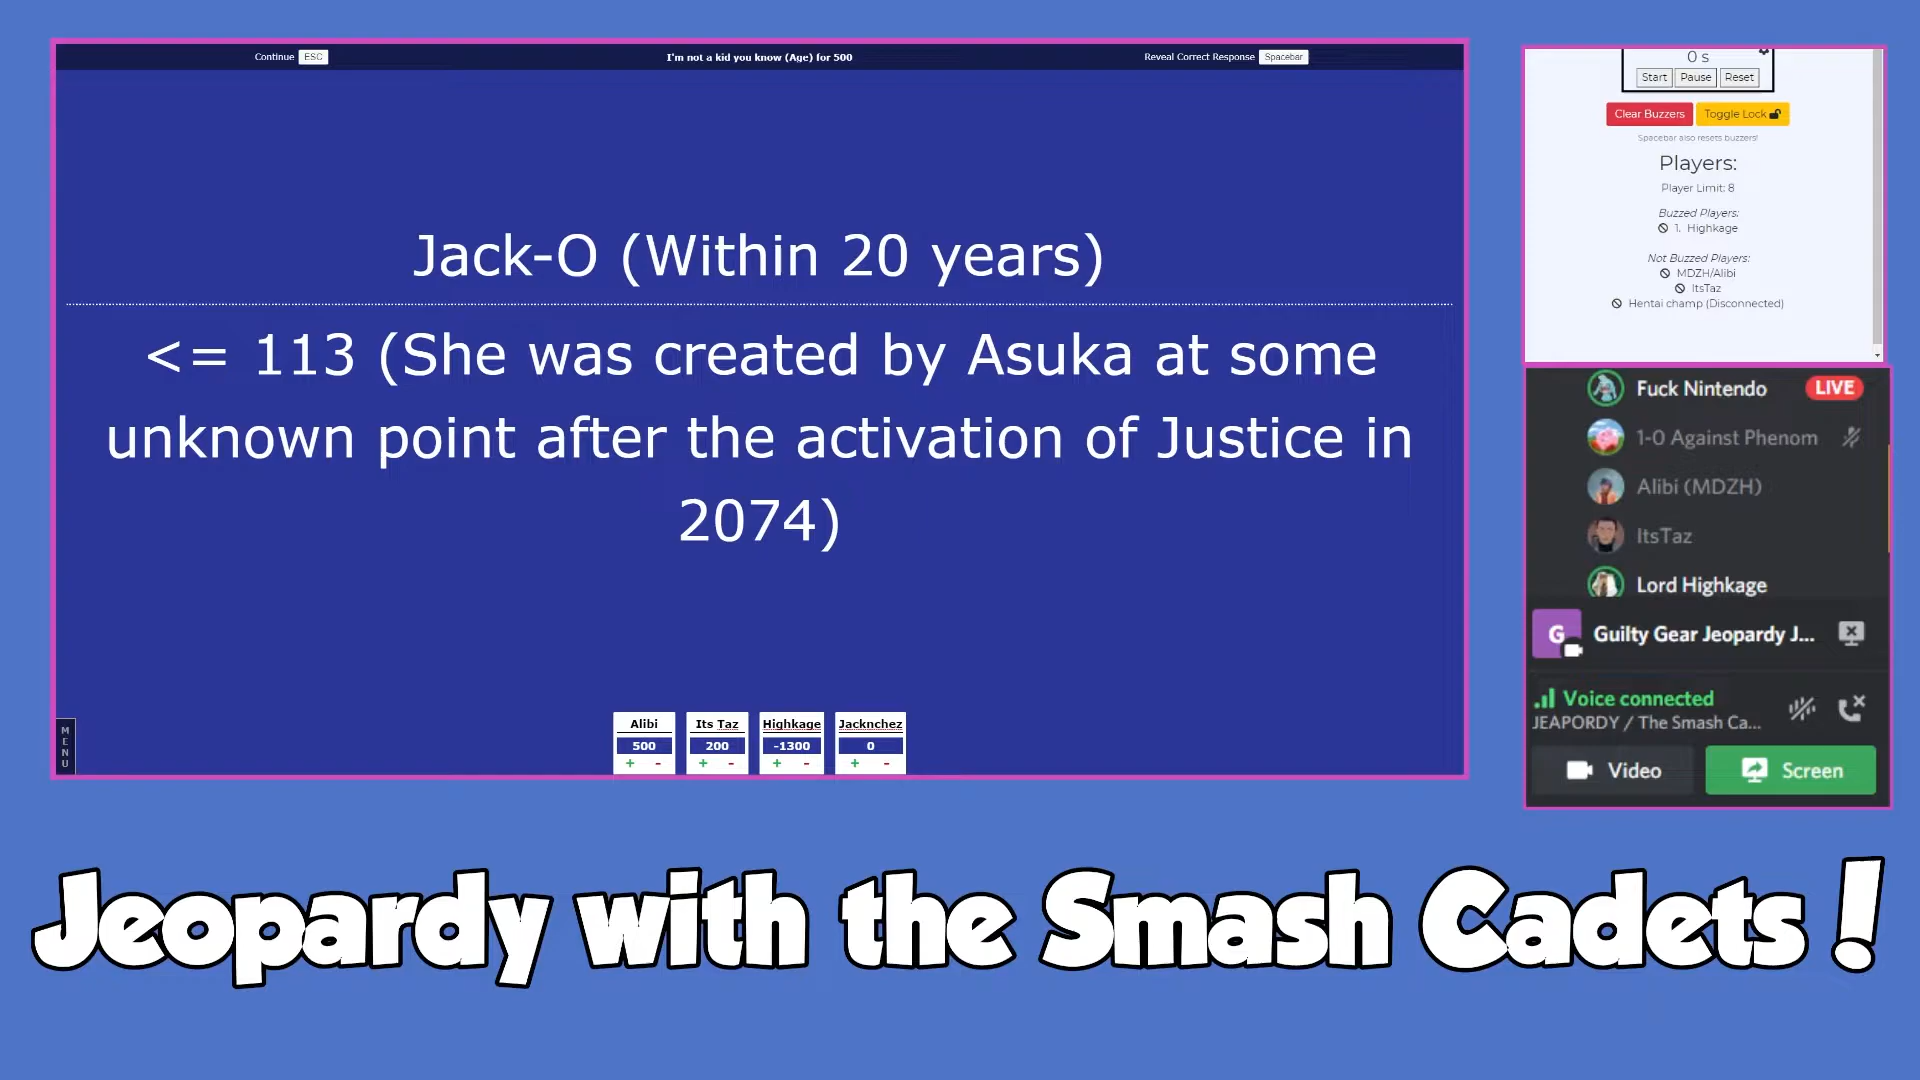 Continue ESC
I'm not a kid you know (Age) for 500
Reveal Correct Response Spacebar
Jack-O (Within 20 years)
<= 113 (She was created by Asuka at some
unknown point after the activation of Justice in
2074)
MENU
Alibi
500
+ -
Its Taz
200
+ -
Highkage
-1300
+ -
Jacknchez
0
+ -
0 s
Start Pause Reset
Clear Buzzers Toggle Lock
Spacebar also resets buzzers!
Players:
Player Limit: 8
Buzzed Players:
1. Highkage
Not Buzzed Players:
MDZH/Alibi
ItsTaz
Hentai champ (Disconnected)
Fuck Nintendo LIVE
1-0 Against Phenom
Alibi (MDZH)
ItsTaz
Lord Highkage
G Guilty Gear Jeopardy J...
Voice connected
JEAPORDY / The Smash Ca...
Video Screen
Jeopardy with the Smash Cadets!